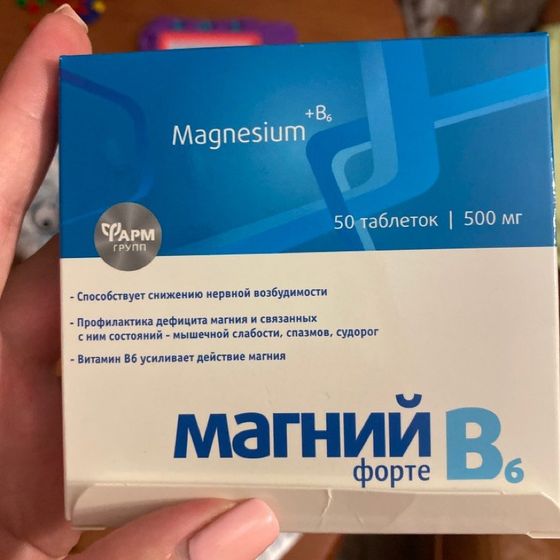 Magnesium +B₆
50 таблеток | 500 мг
ФАРМ
ГРУПП
- Способствует снижению нервной возбудимости
- Профилактика дефицита магния и связанных
с ним состояний - мышечной слабости, спазмов, судорог
- Витамин В6 усиливает действие магния
магний B₆
форте